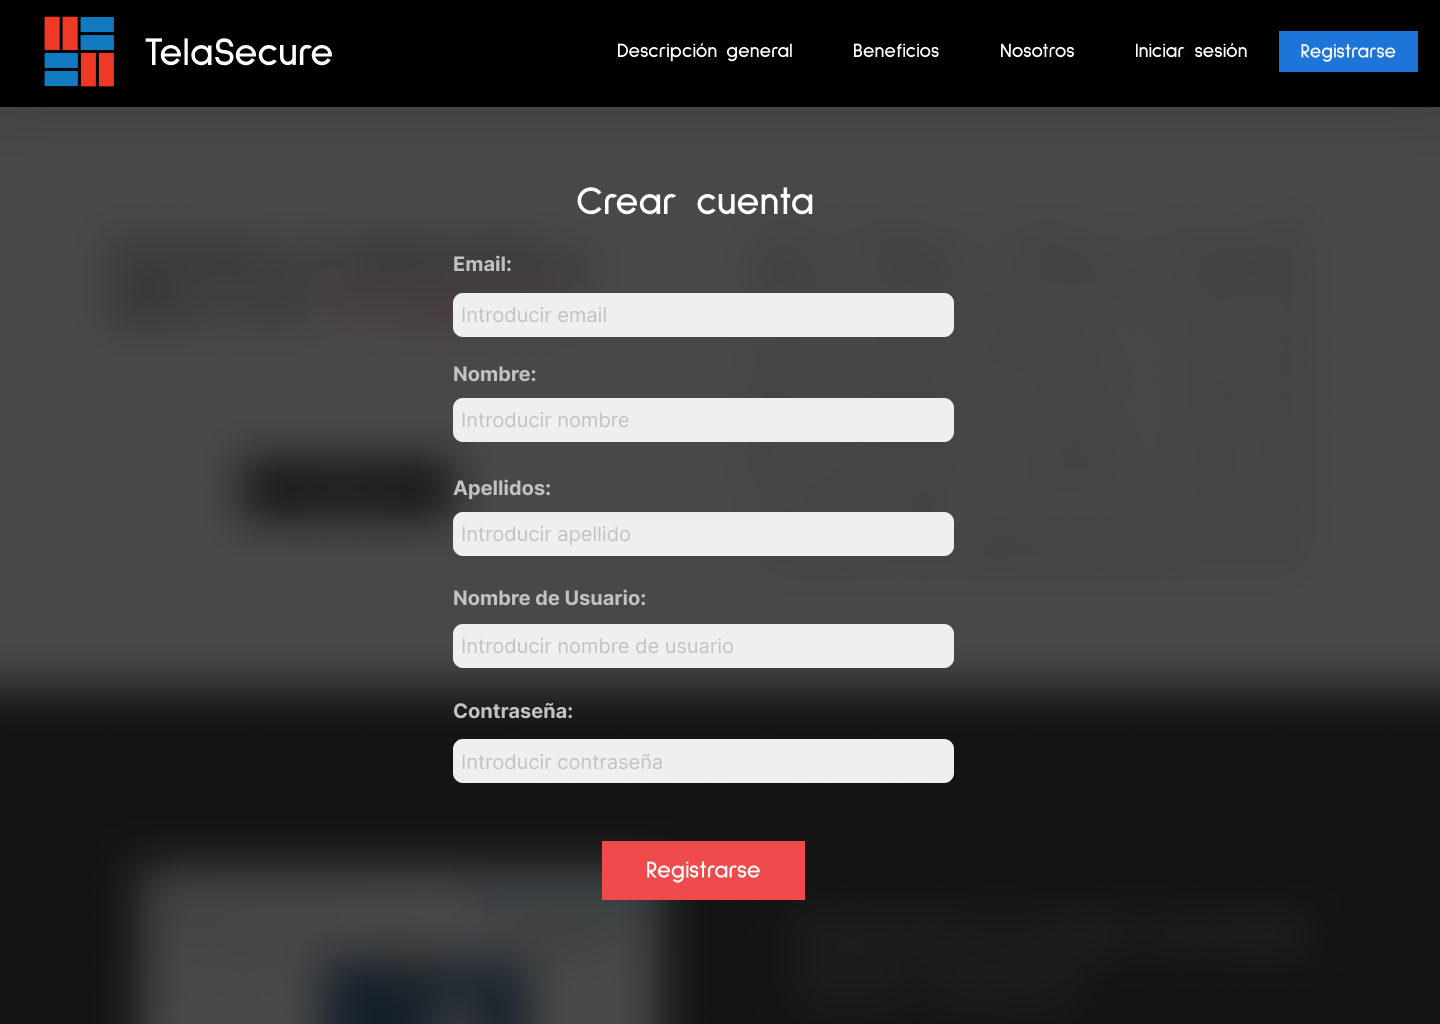 TelaSecure
Descripción general
Beneficios
Nosotros
Iniciar sesión
Registrarse
Crear cuenta
Email:
Introducir email
Nombre:
Introducir nombre
Apellidos:
Introducir apellido
Nombre de Usuario:
Introducir nombre de usuario
Contraseña:
Introducir contraseña
Registrarse